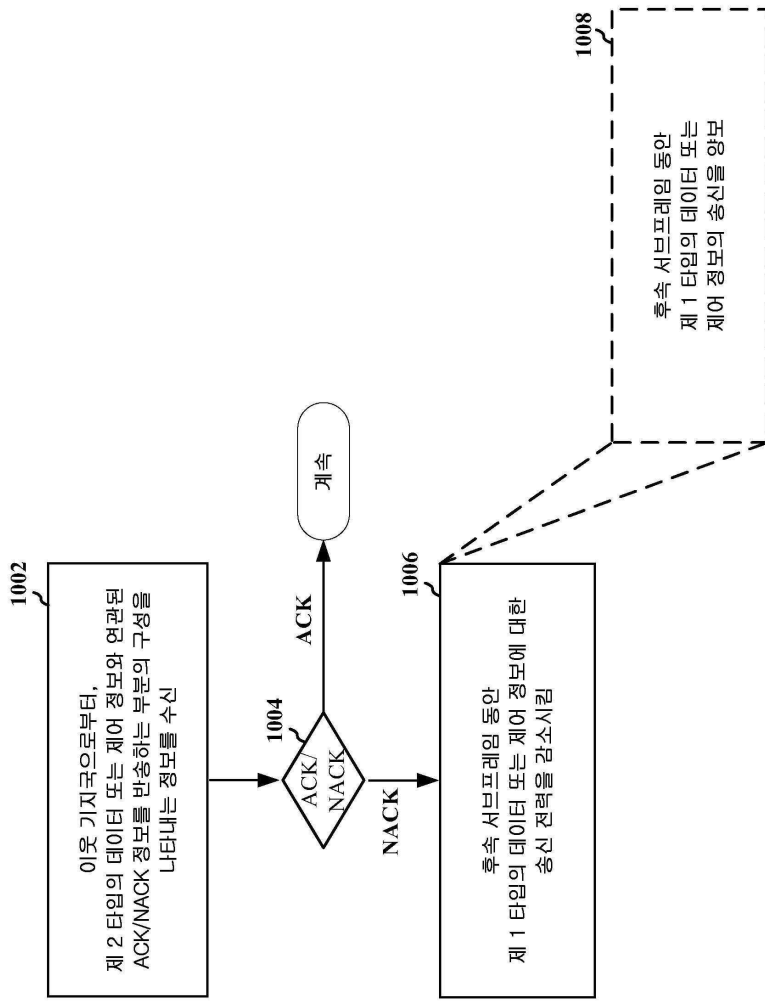 1002
이웃 기지국으로부터,
제 2 타입의 데이터 또는 제어 정보와 연관된
ACK/NACK 정보를 반송하는 부분의 구성을
나타내는 정보를 수신
1004
ACK/
NACK
ACK
계속
NACK
1006
후속 서브프레임 동안
제 1 타입의 데이터 또는 제어 정보에 대한
송신 전력을 감소시킴
1008
후속 서브프레임 동안
제 1 타입의 데이터 또는
제어 정보의 송신을 양보